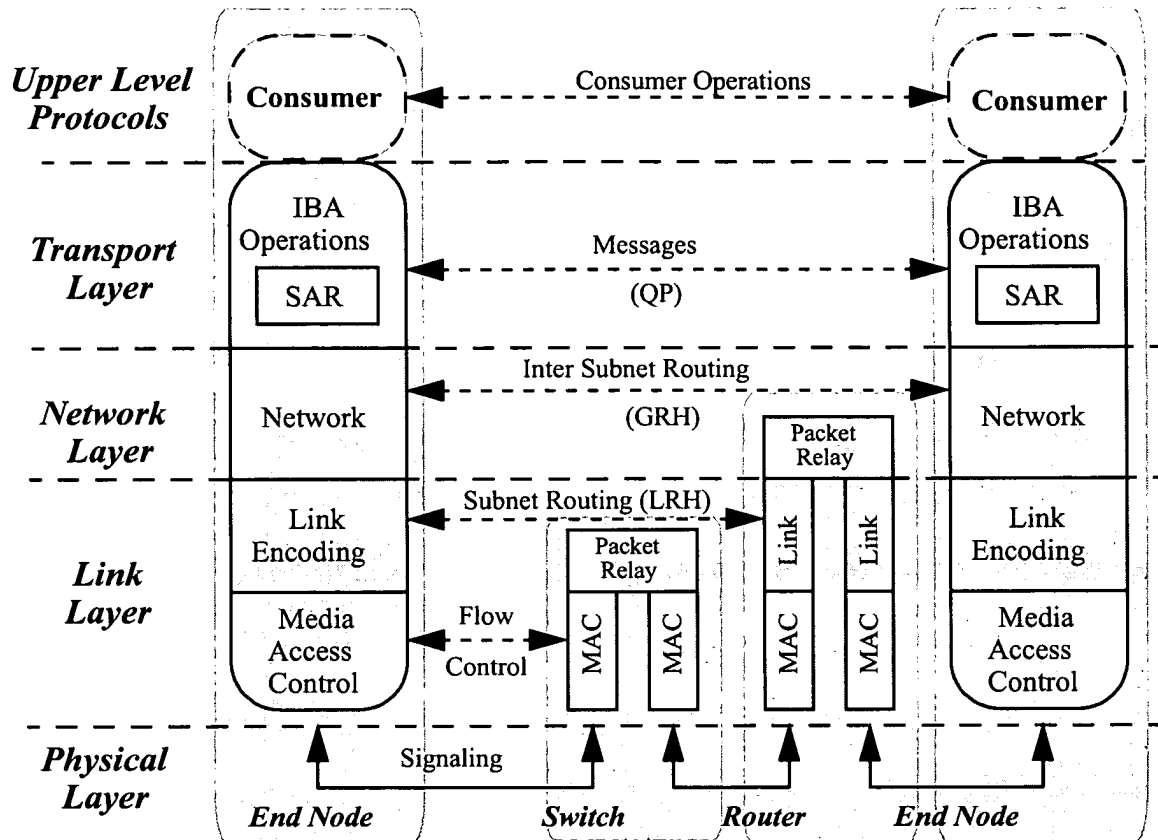 Upper Level
Protocols
Consumer
Consumer Operations
Consumer
Transport
Layer
IBA
Operations
SAR
Messages
(QP)
IBA
Operations
SAR
Network
Layer
Network
Inter Subnet Routing
(GRH)
Packet
Relay
Network
Link
Layer
Link
Encoding
Subnet Routing (LRH)
Packet
Relay
Link
Link
Link
Encoding
Media
Access
Control
Flow
Control
MAC
MAC
MAC
MAC
Media
Access
Control
Physical
Layer
Signaling
End Node
Switch
Router
End Node